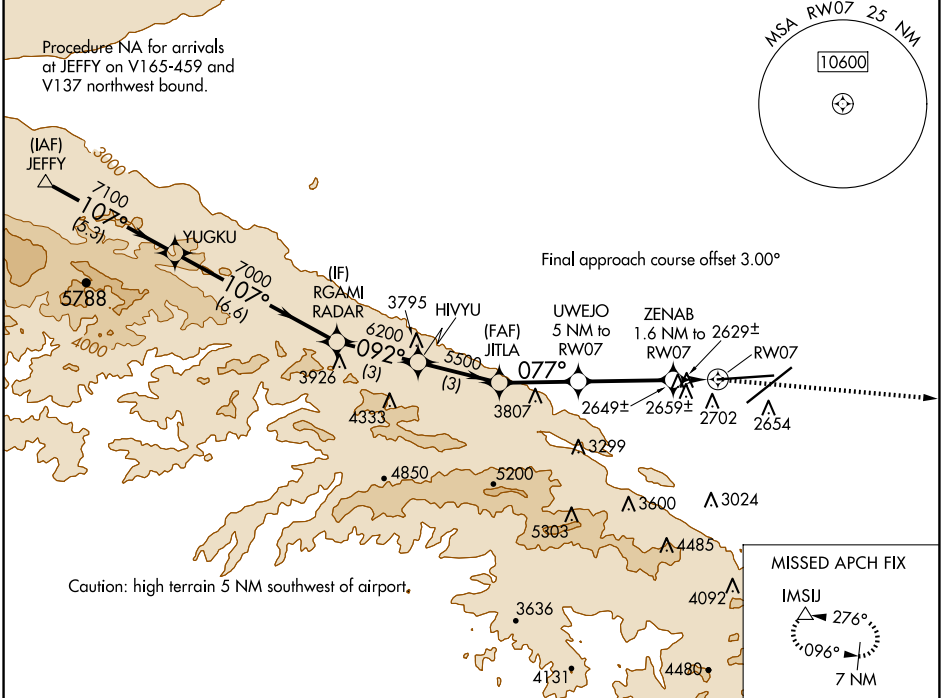 Procedure NA for arrivals
at JEFFY on V165-459 and
V137 northwest bound.
MSA RW07 25 NM
10600
(IAF)
JEFFY
3000
7100
107°
(5.3)
YUGKU
5788
4000
7000
107°
(6.6)
(IF)
RGAMI
RADAR
3926
3795
HIVYU
6200
092°
(3)
5500
(3)
4333
(FAF)
JITLA
Final approach course offset 3.00°
077°
3807
UWEJO
5 NM to
RW07
ZENAB
1.6 NM to
RW07
2629±
RW07
2649±
2659±
2702
2654
3299
4850
5200
3600
3024
5303
4485
Caution: high terrain 5 NM southwest of airport.
4092
3636
4131
4480
MISSED APCH FIX
IMSIJ
276°
096°
7 NM